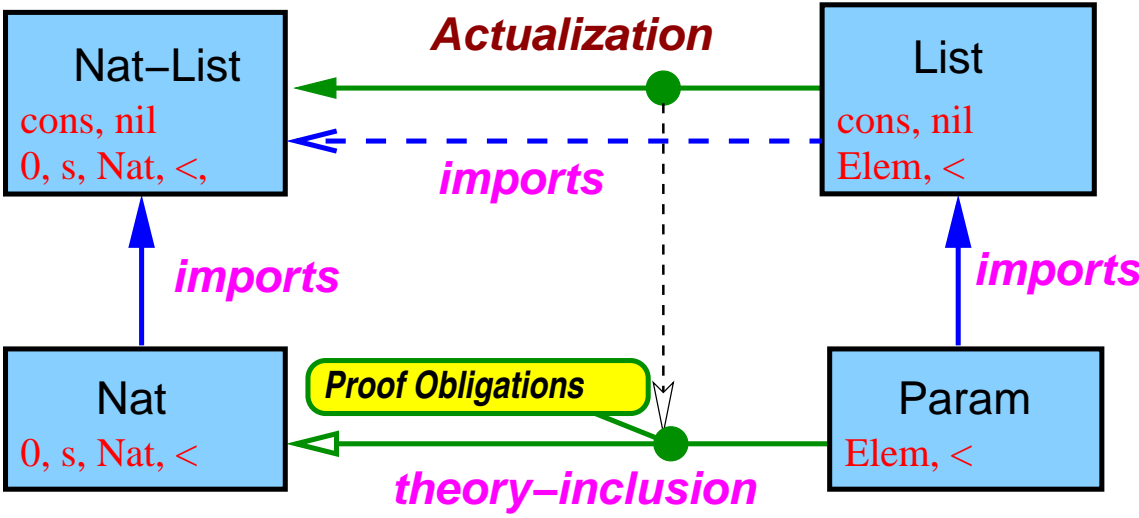 Actualization
Nat–List
cons, nil
0, s, Nat, <,
List
cons, nil
Elem, <
imports
imports
imports
Nat
0, s, Nat, <
Proof Obligations
Param
Elem, <
theory–inclusion